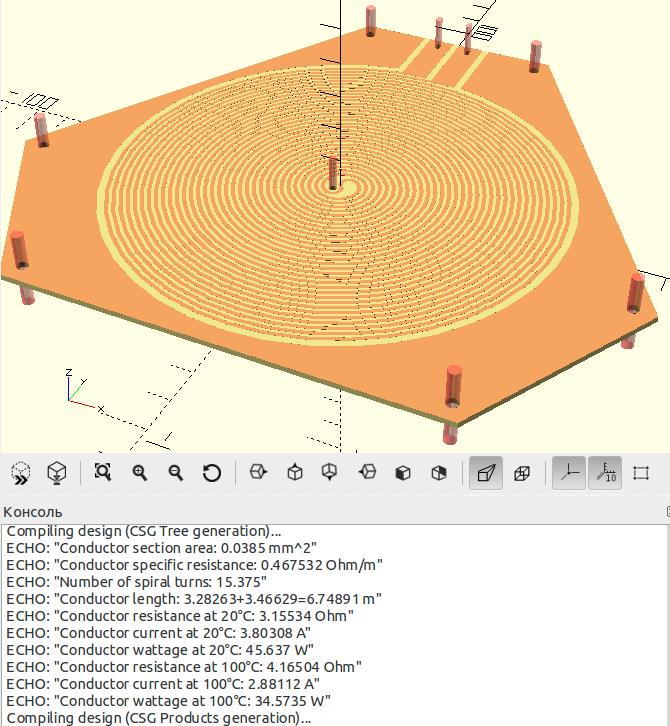 Z
y
x
10
Консоль
Compiling design (CSG Tree generation)...
ECHO: "Conductor section area: 0.0385 mm^2"
ECHO: "Conductor specific resistance: 0.467532 Ohm/m"
ECHO: "Number of spiral turns: 15.375"
ECHO: "Conductor length: 3.28263+3.46629=6.74891 m"
ECHO: "Conductor resistance at 20°C: 3.15534 Ohm"
ECHO: "Conductor current at 20°C: 3.80308 A"
ECHO: "Conductor wattage at 20°C: 45.637 W"
ECHO: "Conductor resistance at 100°C: 4.16504 Ohm"
ECHO: "Conductor current at 100°C: 2.88112 A"
ECHO: "Conductor wattage at 100°C: 34.5735 W"
Compiling design (CSG Products generation)...